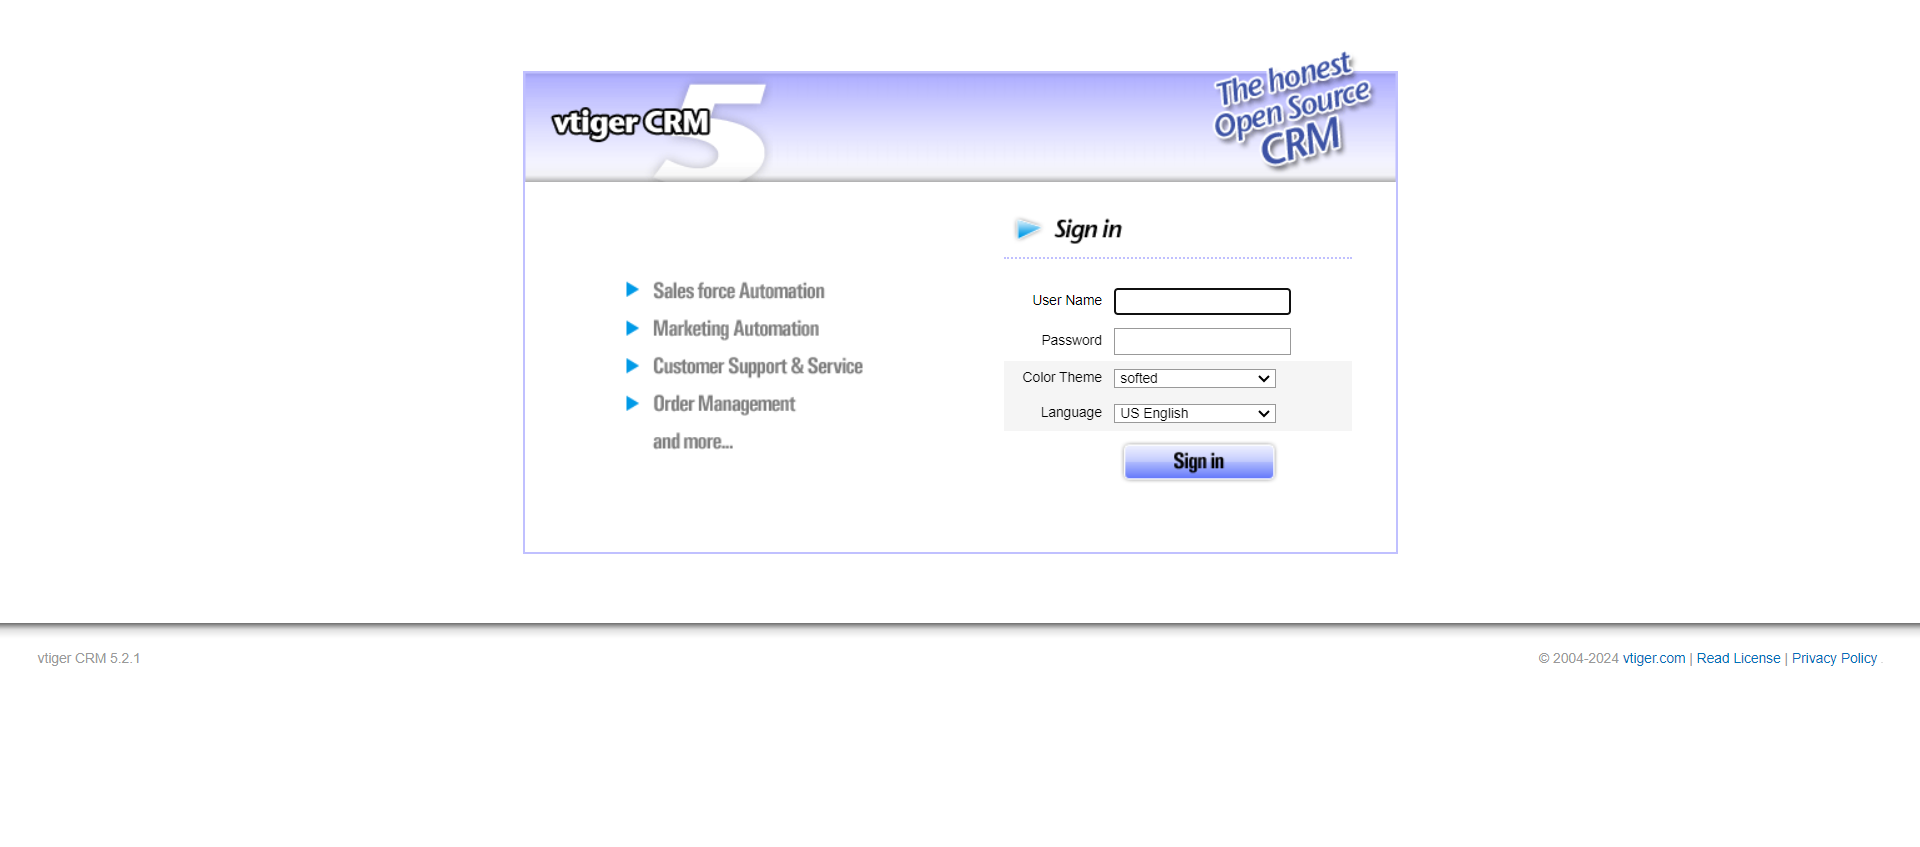 vtiger CRM 5
The honest
Open Source
CRM
Sign in
Sales force Automation
Marketing Automation
Customer Support & Service
Order Management
and more...
User Name
Password
Color Theme softed
Language US English
Sign in
vtiger CRM 5.2.1
© 2004-2024 vtiger.com | Read License | Privacy Policy